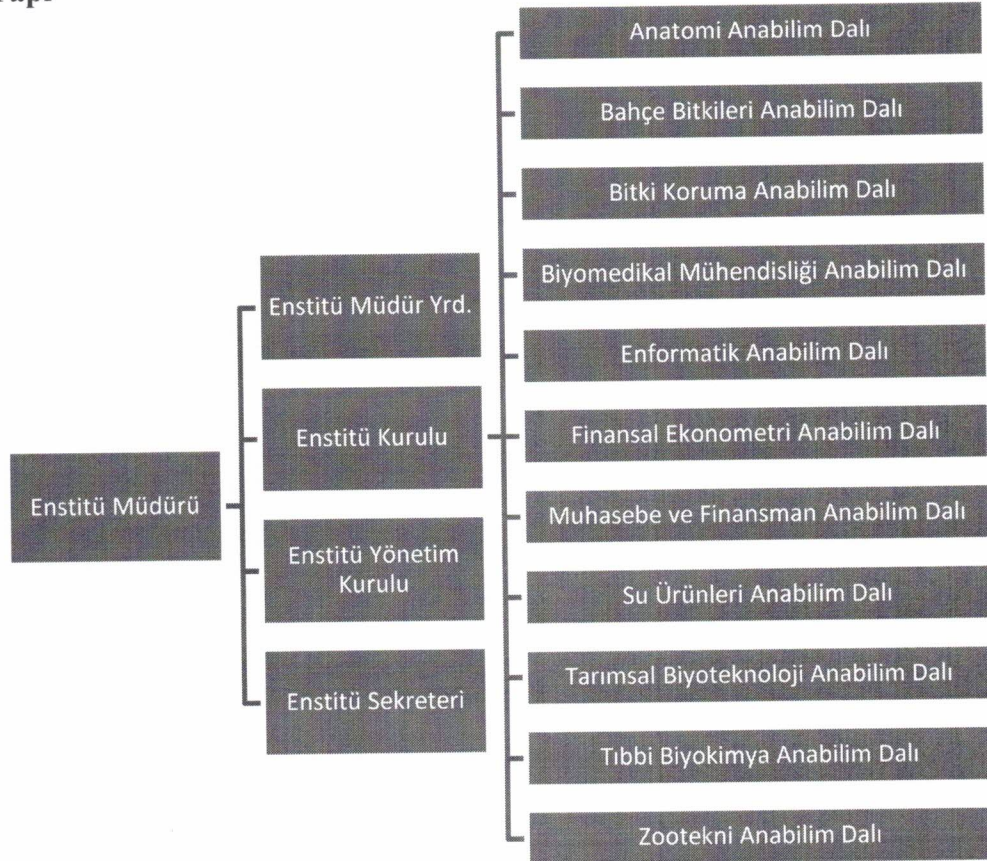 Enstitü Müdürü
Enstitü Müdür Yrd.
Enstitü Kurulu
Enstitü Yönetim
Kurulu
Enstitü Sekreteri
Anatomi Anabilim Dalı
Bahçe Bitkileri Anabilim Dalı
Bitki Koruma Anabilim Dalı
Biyomedikal Mühendisliği Anabilim Dalı
Enformatik Anabilim Dalı
Finansal Ekonometri Anabilim Dalı
Muhasebe ve Finansman Anabilim Dalı
Su Ürünleri Anabilim Dalı
Tarımsal Biyoteknoloji Anabilim Dalı
Tıbbi Biyokimya Anabilim Dalı
Zootekni Anabilim Dalı